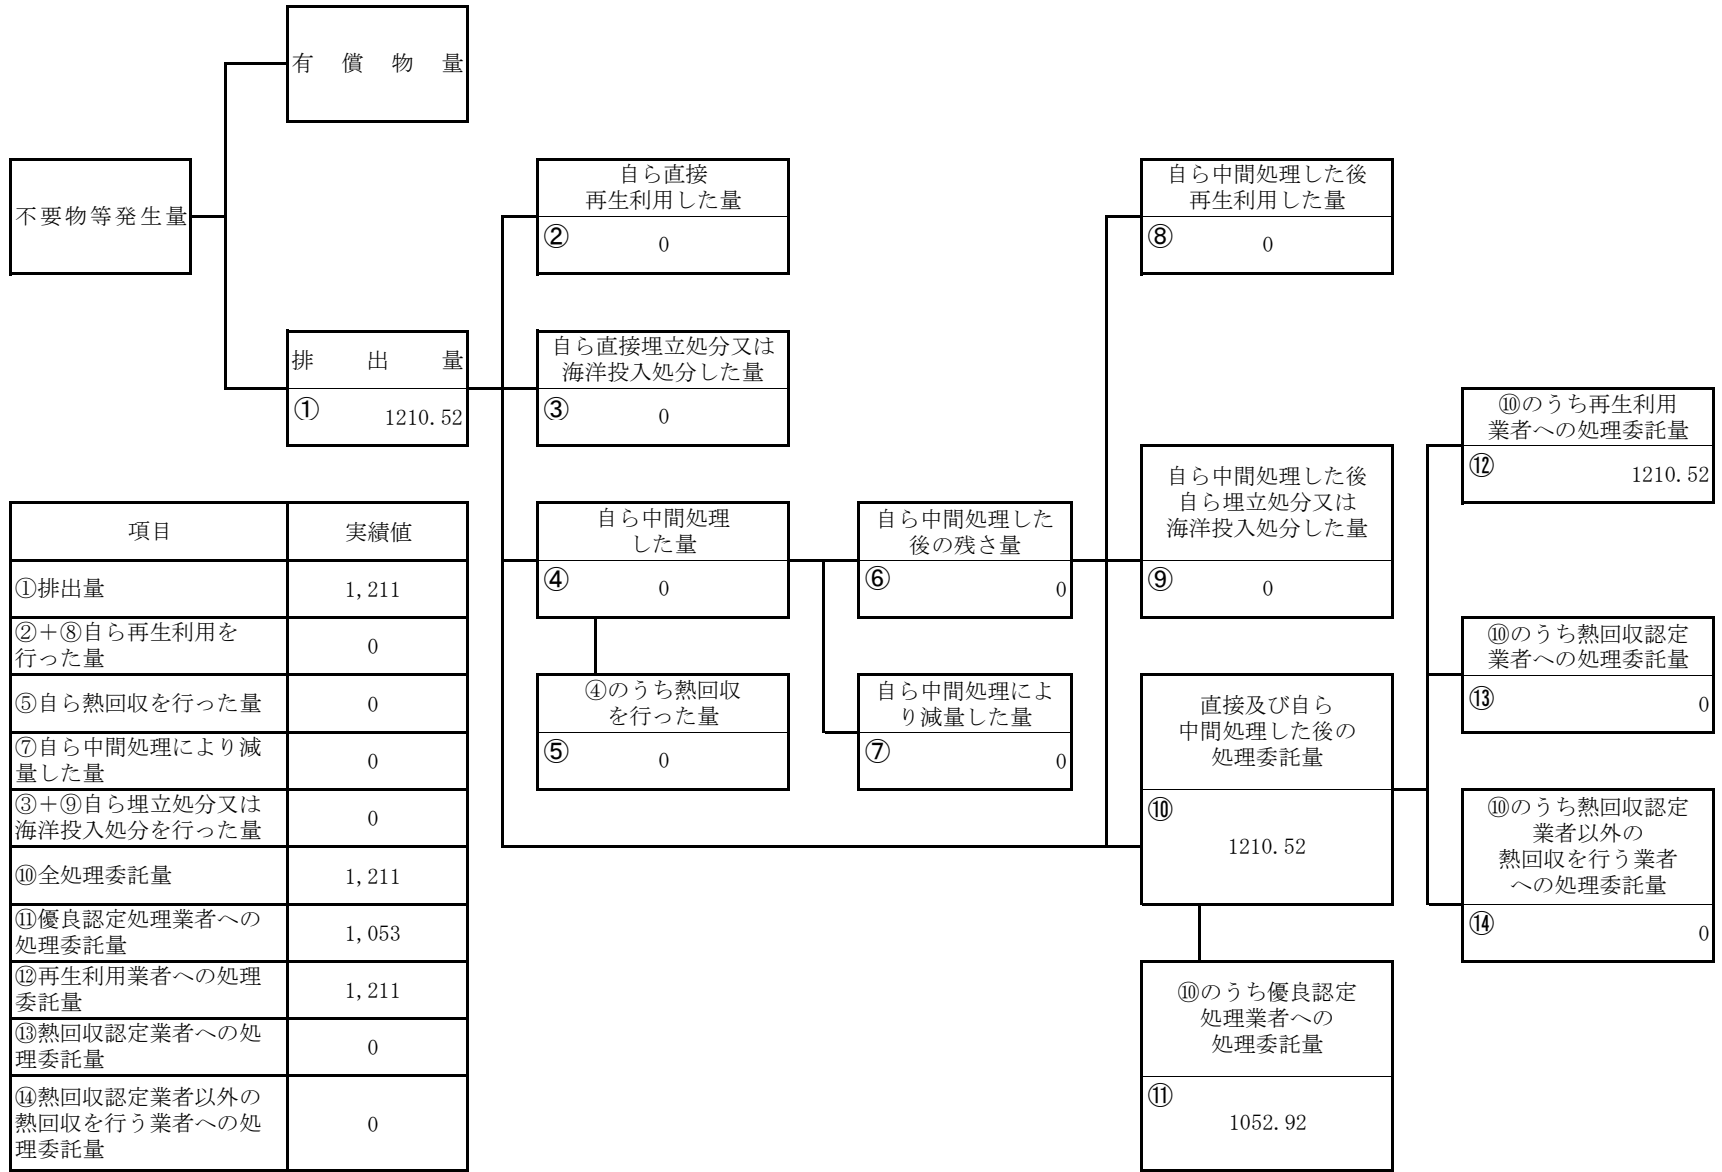 有償物量
不要物等発生量
自ら直接
再生利用した量
②
0
自ら中間処理した後
再生利用した量
⑧
0
排出量
①
1210.52
自ら直接埋立処分又は
海洋投入処分した量
③
0
⑩のうち再生利用
業者への処理委託量
⑫
1210.52
自ら中間処理
した量
④
0
自ら中間処理した
後の残さ量
⑥
0
自ら中間処理した後
自ら埋立処分又は
海洋投入処分した量
⑨
0
⑩のうち熱回収認定
業者への処理委託量
⑬
0
④のうち熱回収
を行った量
⑤
0
自ら中間処理によ
り減量した量
⑦
0
直接及び自ら
中間処理した後の
処理委託量
⑩
1210.52
⑩のうち熱回収認定
業者以外の
熱回収を行う業者
への処理委託量
⑭
0
⑩のうち優良認定
処理業者への
処理委託量
⑪
1052.92
項目 実績値
①排出量 1,211
②＋⑧自ら再生利用を
行った量
0
⑤自ら熱回収を行った量 0
⑦自ら中間処理により減
量した量
0
③＋⑨自ら埋立処分又は
海洋投入処分を行った量
0
⑩全処理委託量 1,211
⑪優良認定処理業者への
処理委託量
1,053
⑫再生利用業者への処理
委託量
1,211
⑬熱回収認定業者への処
理委託量
0
⑭熱回収認定業者以外の
熱回収を行う業者への処
理委託量
0